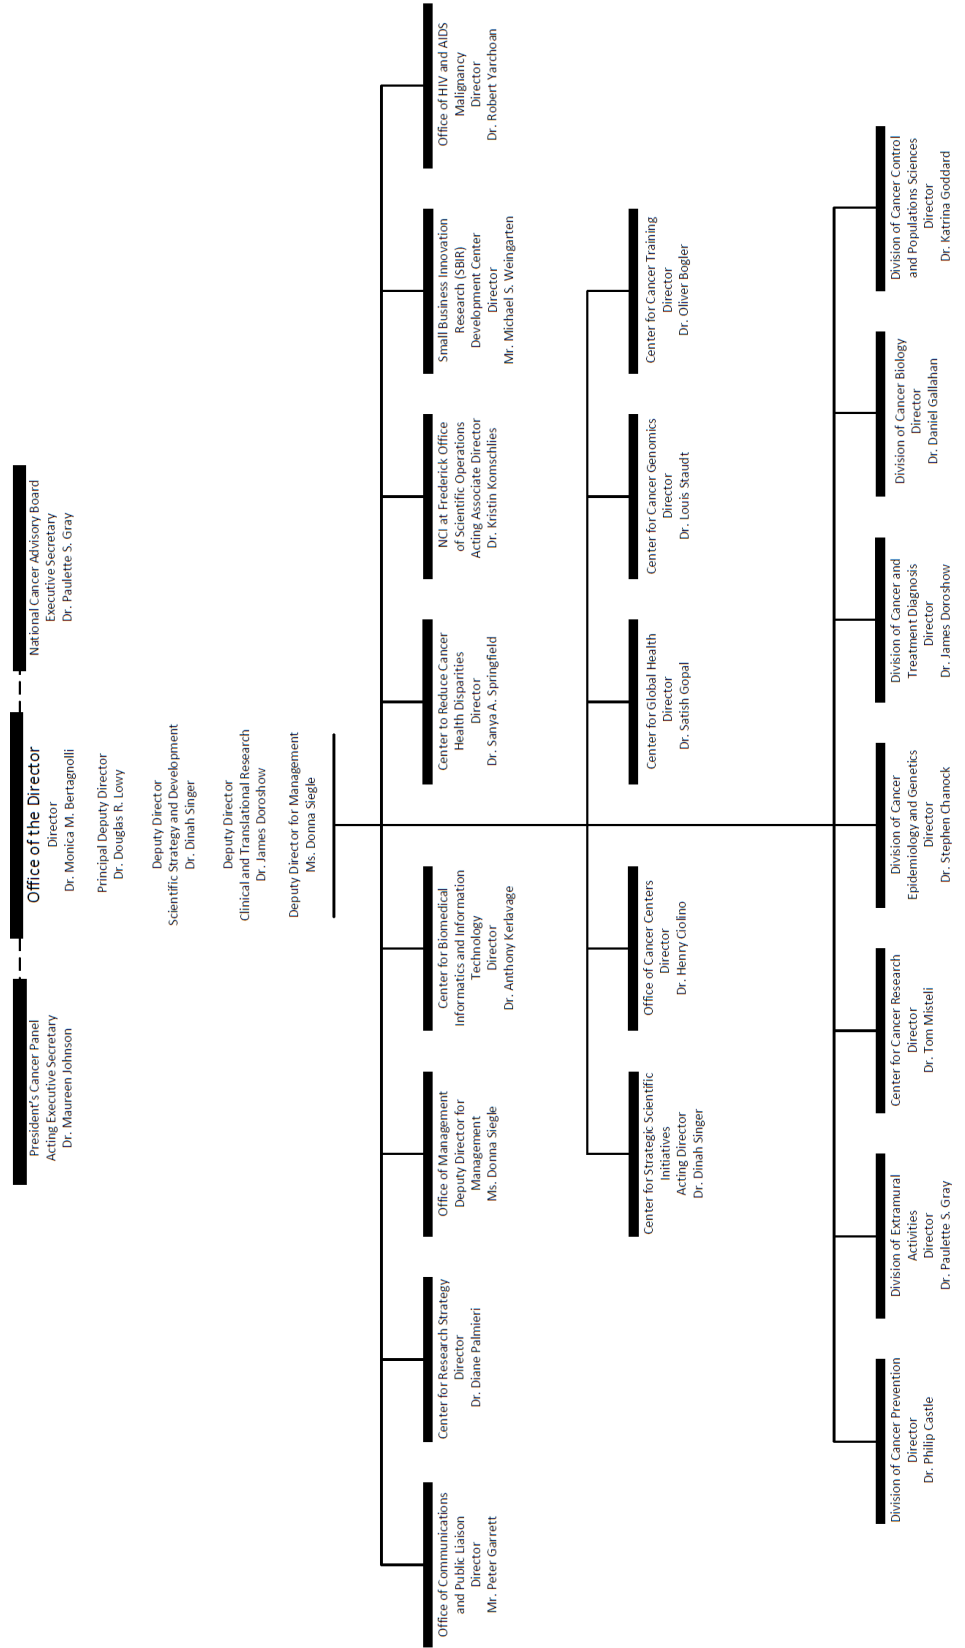 President's Cancer Panel
Acting Executive Secretary
Dr. Maureen Johnson
Office of the Director
Director
Dr. Monica M. Bertagnolli
Principal Deputy Director
Dr. Douglas R. Lowy
Deputy Director
Scientific Strategy and Development
Dr. Dinah Singer
Deputy Director
Clinical and Translational Research
Dr. James Doroshow
Deputy Director for Management
Ms. Donna Siegle
National Cancer Advisory Board
Executive Secretary
Dr. Paulette S. Gray
Office of Communications
and Public Liaison
Director
Mr. Peter Garrett
Center for Research Strategy
Director
Dr. Diane Palmieri
Office of Management
Deputy Director for
Management
Ms. Donna Siegle
Center for Biomedical
Informatics and Information
Technology
Director
Dr. Anthony Kerlavage
Center to Reduce Cancer
Health Disparities
Director
Dr. Sanya A. Springfield
NCI at Frederick Office
of Scientific Operations
Acting Associate Director
Dr. Kristin Komschlies
Small Business Innovation
Research (SBIR)
Development Center
Director
Mr. Michael S. Weingarten
Office of HIV and AIDS
Malignancy
Director
Dr. Robert Yarchoan
Center for Strategic Scientific
Initiatives
Acting Director
Dr. Dinah Singer
Office of Cancer Centers
Director
Dr. Henry Ciolino
Center for Global Health
Director
Dr. Satish Gopal
Center for Cancer Genomics
Director
Dr. Louis Staudt
Center for Cancer Training
Director
Dr. Oliver Bogler
Division of Cancer Prevention
Director
Dr. Philip Castle
Division of Extramural
Activities
Director
Dr. Paulette S. Gray
Center for Cancer Research
Director
Dr. Tom Misteli
Division of Cancer
Epidemiology and Genetics
Director
Dr. Stephen Chanock
Division of Cancer and
Treatment Diagnosis
Director
Dr. James Doroshow
Division of Cancer Biology
Director
Dr. Daniel Gallahan
Division of Cancer Control
and Populations Sciences
Director
Dr. Katrina Goddard